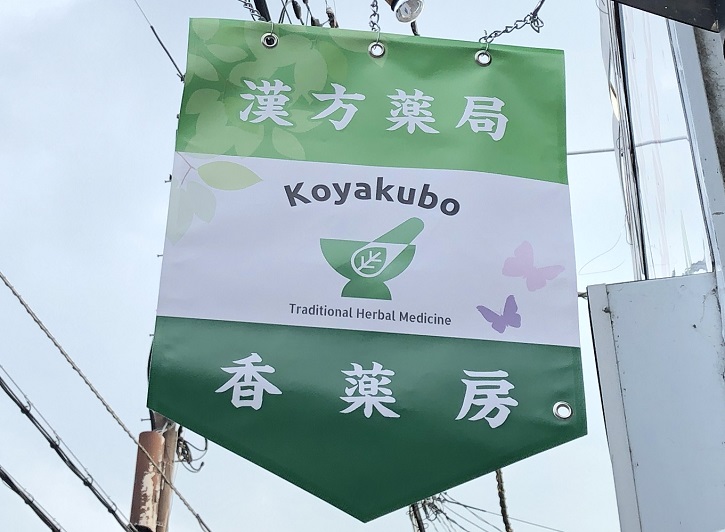 漢方薬局
Koyakubo
Traditional Herbal Medicine
香薬房